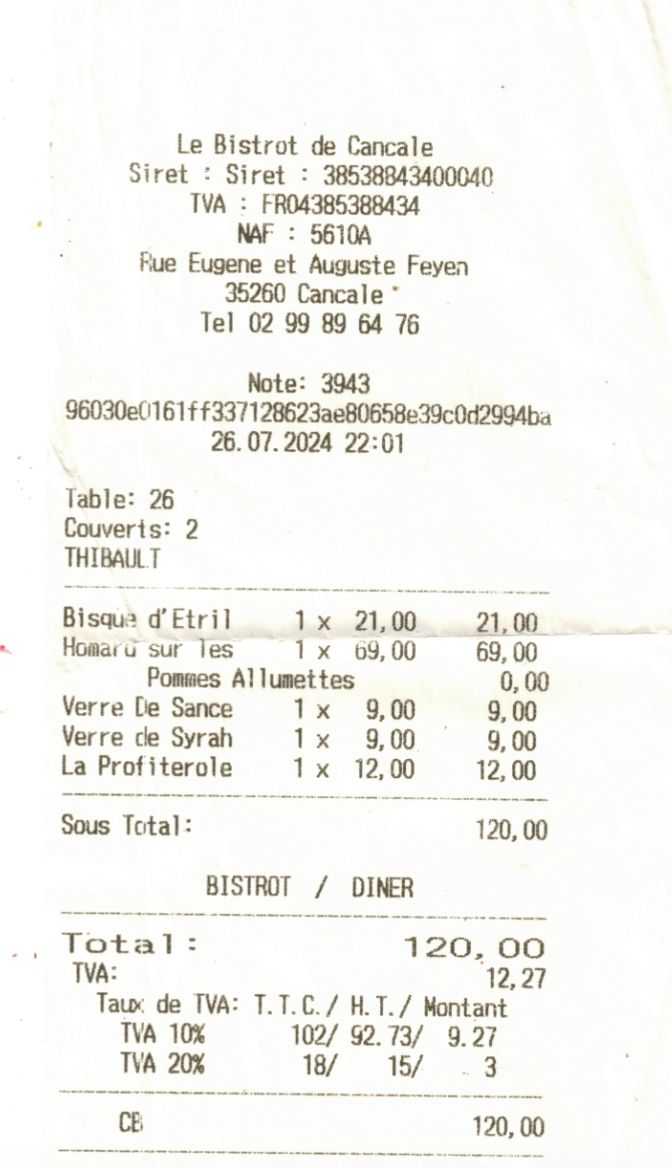 Le Bistrot de Cancale
Siret : Siret : 38538843400040
TVA : FR04385388434
NAF : 5610A
Rue Eugene et Auguste Feyen
35260 Cancale
Tel 02 99 89 64 76
Note: 3943
96030e0161ff337128623ae80658e39c0d2994ba
26.07.2024 22:01
Table: 26
Couverts: 2
THIBAULT
Bisque d'Etril 1 x 21,00 21,00
Homard sur les 1 x 69,00 69,00
Pommes Allumettes 0,00
Verre De Sance 1 x 9,00 9,00
Verre de Syrah 1 x 9,00 9,00
La Profiterole 1 x 12,00 12,00
Sous Total: 120,00
BISTROT / DINER
Total: 120,00
TVA: 12,27
Taux de TVA: T.T.C./ H.T./ Montant
TVA 10% 102/ 92.73/ 9.27
TVA 20% 18/ 15/ 3
CB 120,00